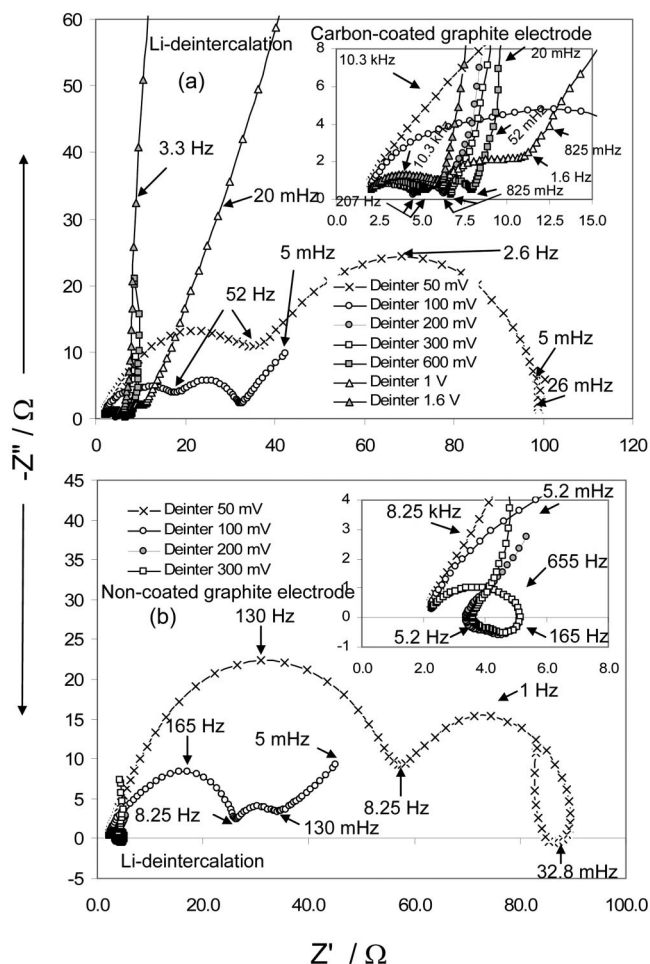 60
50
40
30
20
10
0
Li-deintercalation
(a)
3.3 Hz
20 mHz
5 mHz
52 Hz
2.6 Hz
5 mHz
26 mHz
Carbon-coated graphite electrode
8
6
4
2
0
10.3 kHz
20 mHz
10.3 kHz
52 mHz
825 mHz
1.6 Hz
0.0 2.5 5.0 7.5 10.0 12.5 15.0
207 Hz
825 mHz
Deinter 50 mV
Deinter 100 mV
Deinter 200 mV
Deinter 300 mV
Deinter 600 mV
Deinter 1 V
Deinter 1.6 V
0 20 40 60 80 100 120
-Z" / Ω
45
40
35
30
25
20
15
10
5
0
-5
Deinter 50 mV
Deinter 100 mV
Deinter 200 mV
Deinter 300 mV
Non-coated graphite electrode
(b)
130 Hz
165 Hz
5 mHz
8.25 Hz
130 mHz
8.25 Hz
1 Hz
32.8 mHz
Li-deintercalation
4
3
2
1
0
-1
8.25 kHz
5.2 mHz
655 Hz
5.2 Hz
165 Hz
0.0 2.0 4.0 6.0 8.0
0.0 20.0 40.0 60.0 80.0 100.0
Z' / Ω